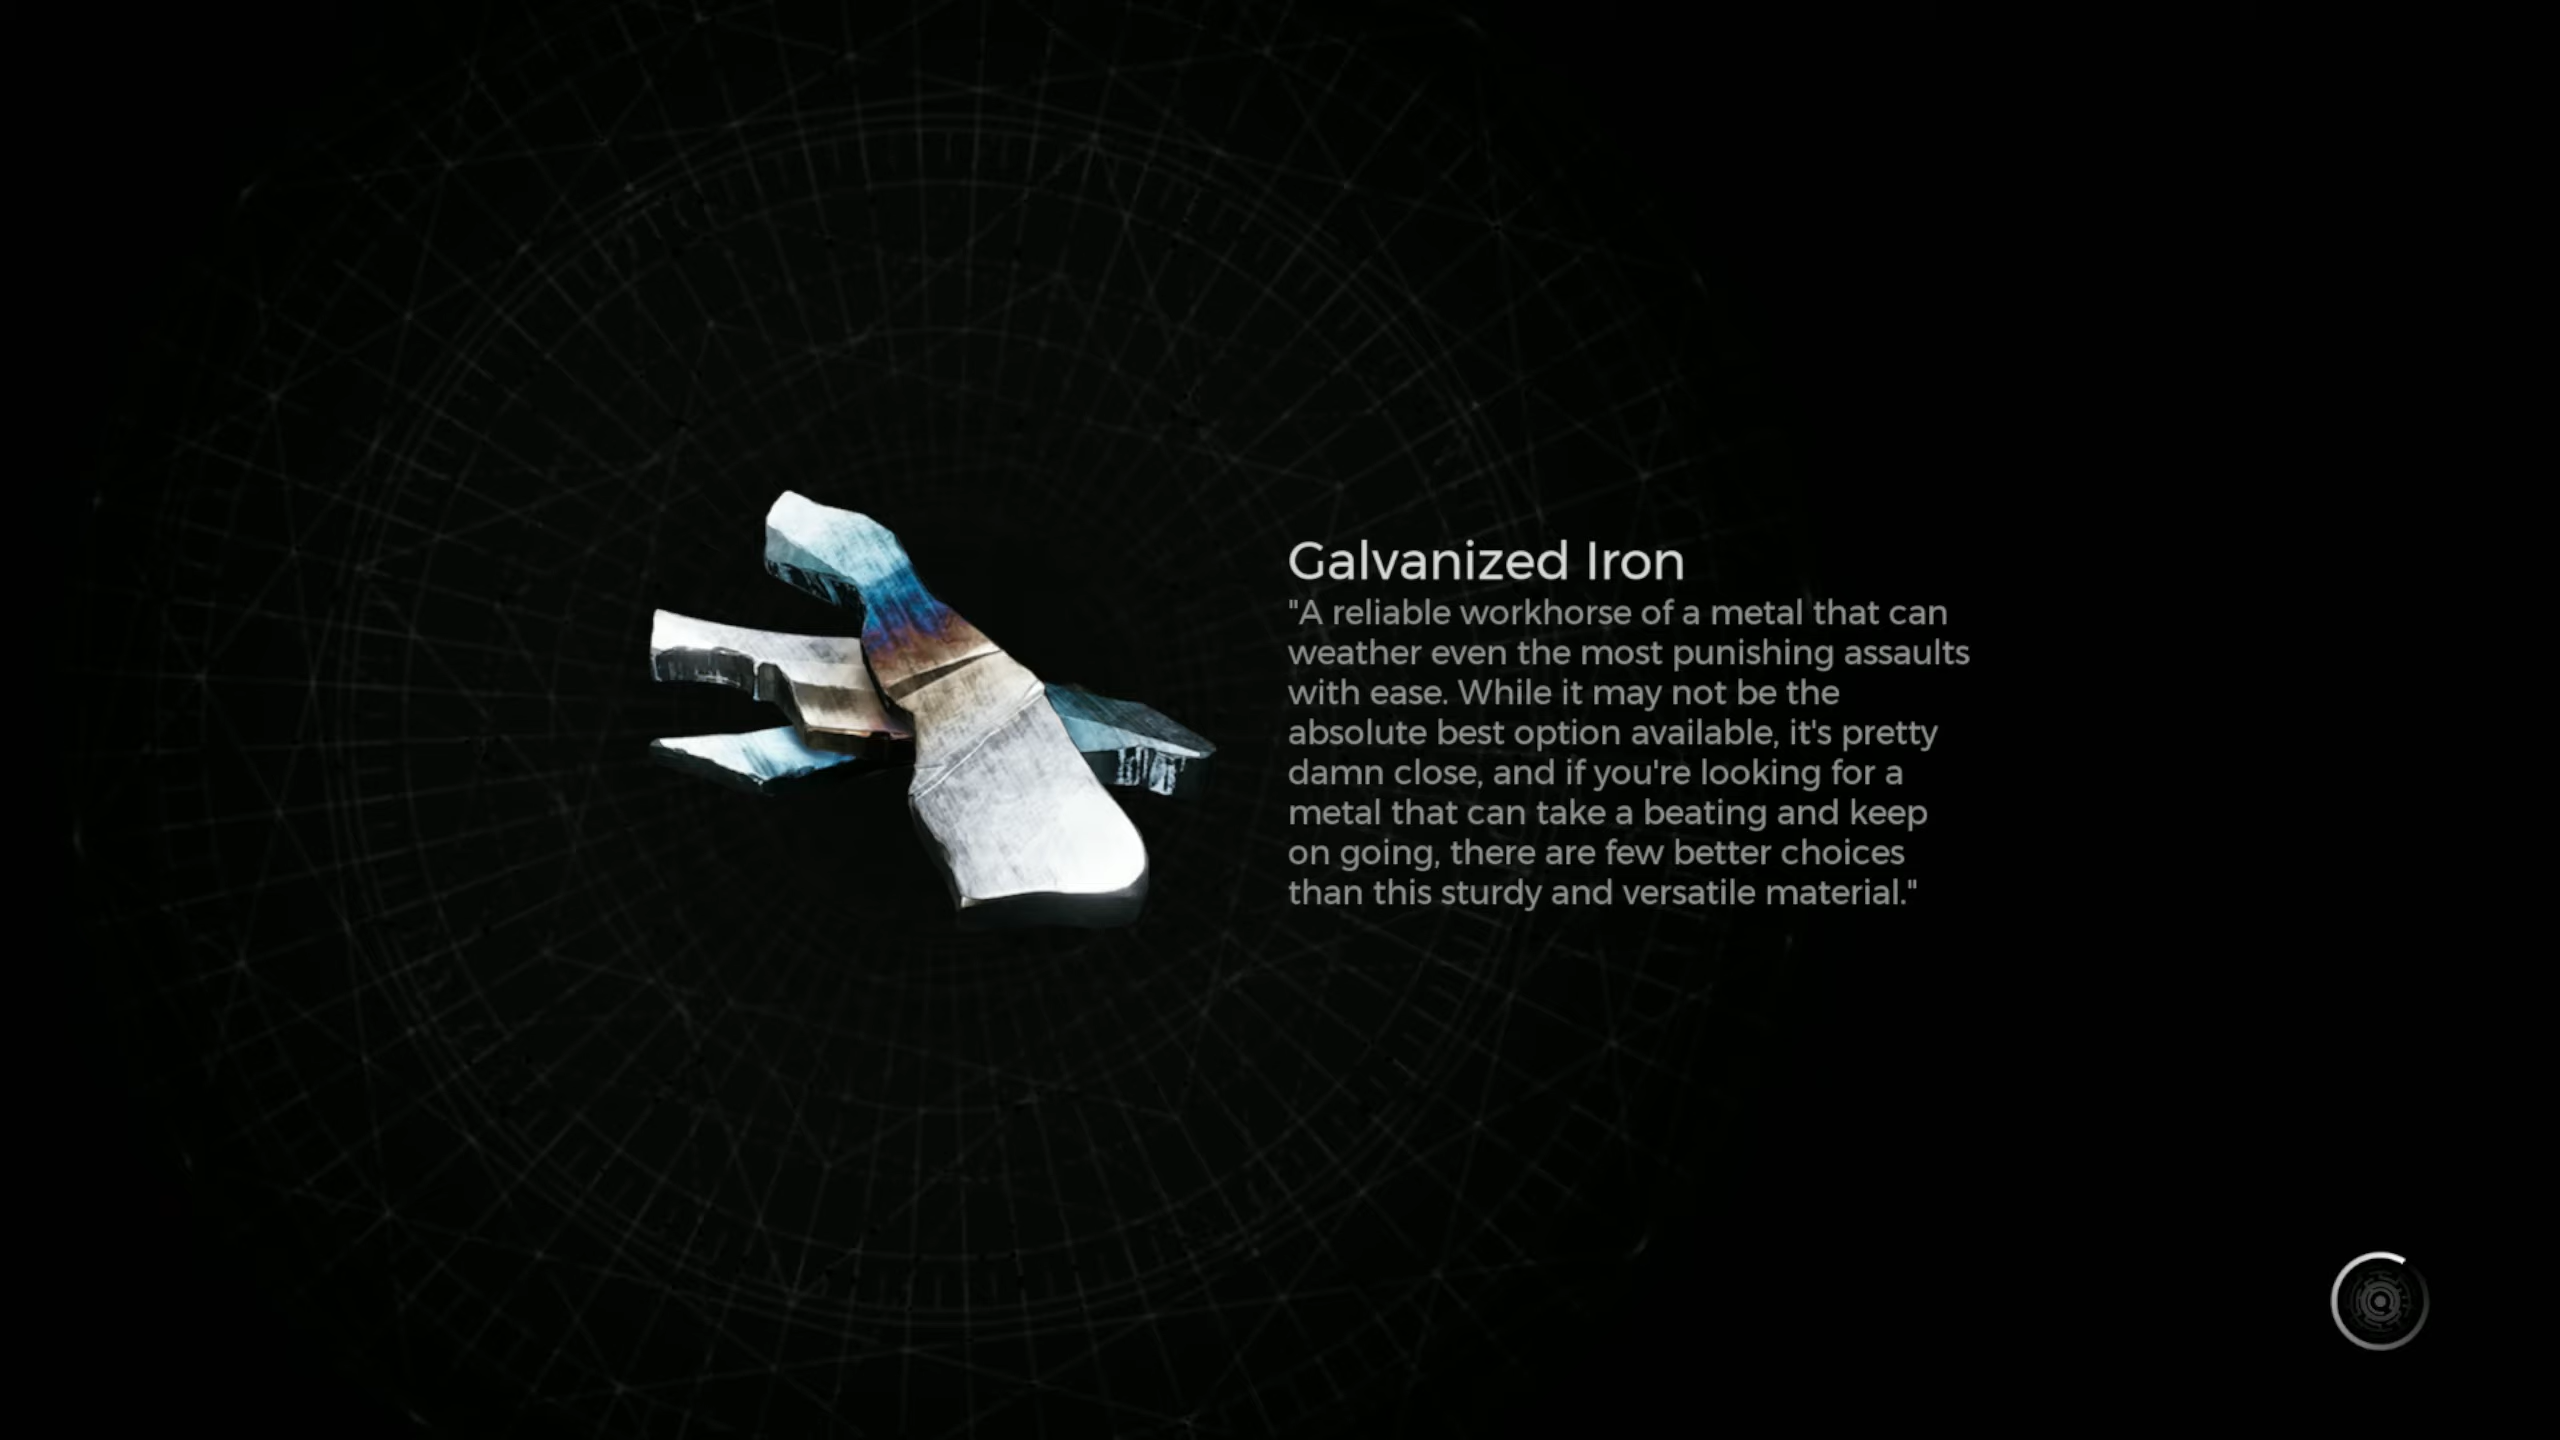 Galvanized Iron
"A reliable workhorse of a metal that can
weather even the most punishing assaults
with ease. While it may not be the
absolute best option available, it's pretty
damn close, and if you're looking for a
metal that can take a beating and keep
on going, there are few better choices
than this sturdy and versatile material."